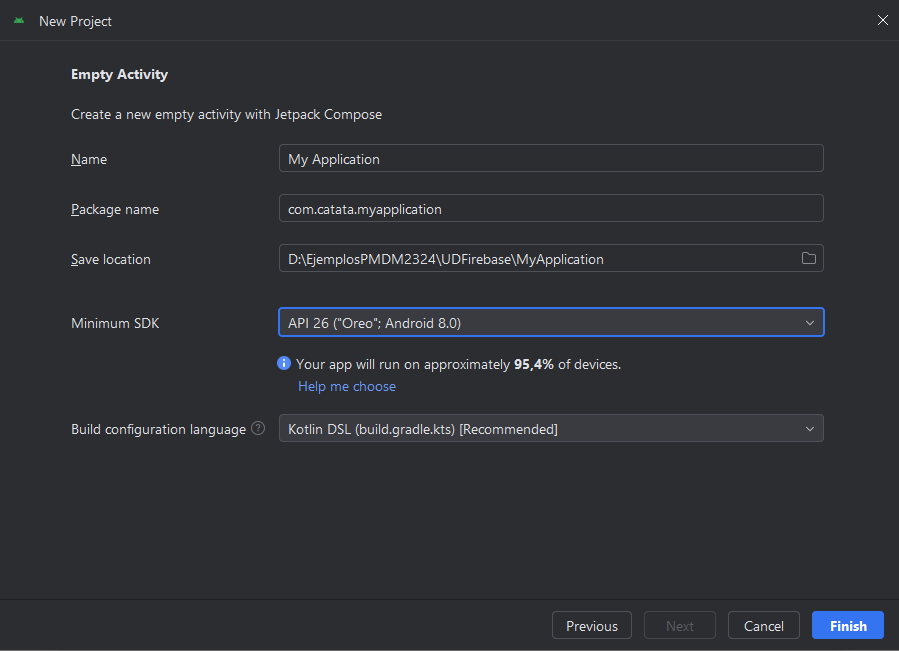 New Project
Empty Activity
Create a new empty activity with Jetpack Compose
Name
My Application
Package name
com.catata.myapplication
Save location
D:\EjemplosPMDM2324\UDFirebase\MyApplication
Minimum SDK
API 26 ("Oreo"; Android 8.0)
Your app will run on approximately 95,4% of devices.
Help me choose
Build configuration language
Kotlin DSL (build.gradle.kts) [Recommended]
Previous
Next
Cancel
Finish